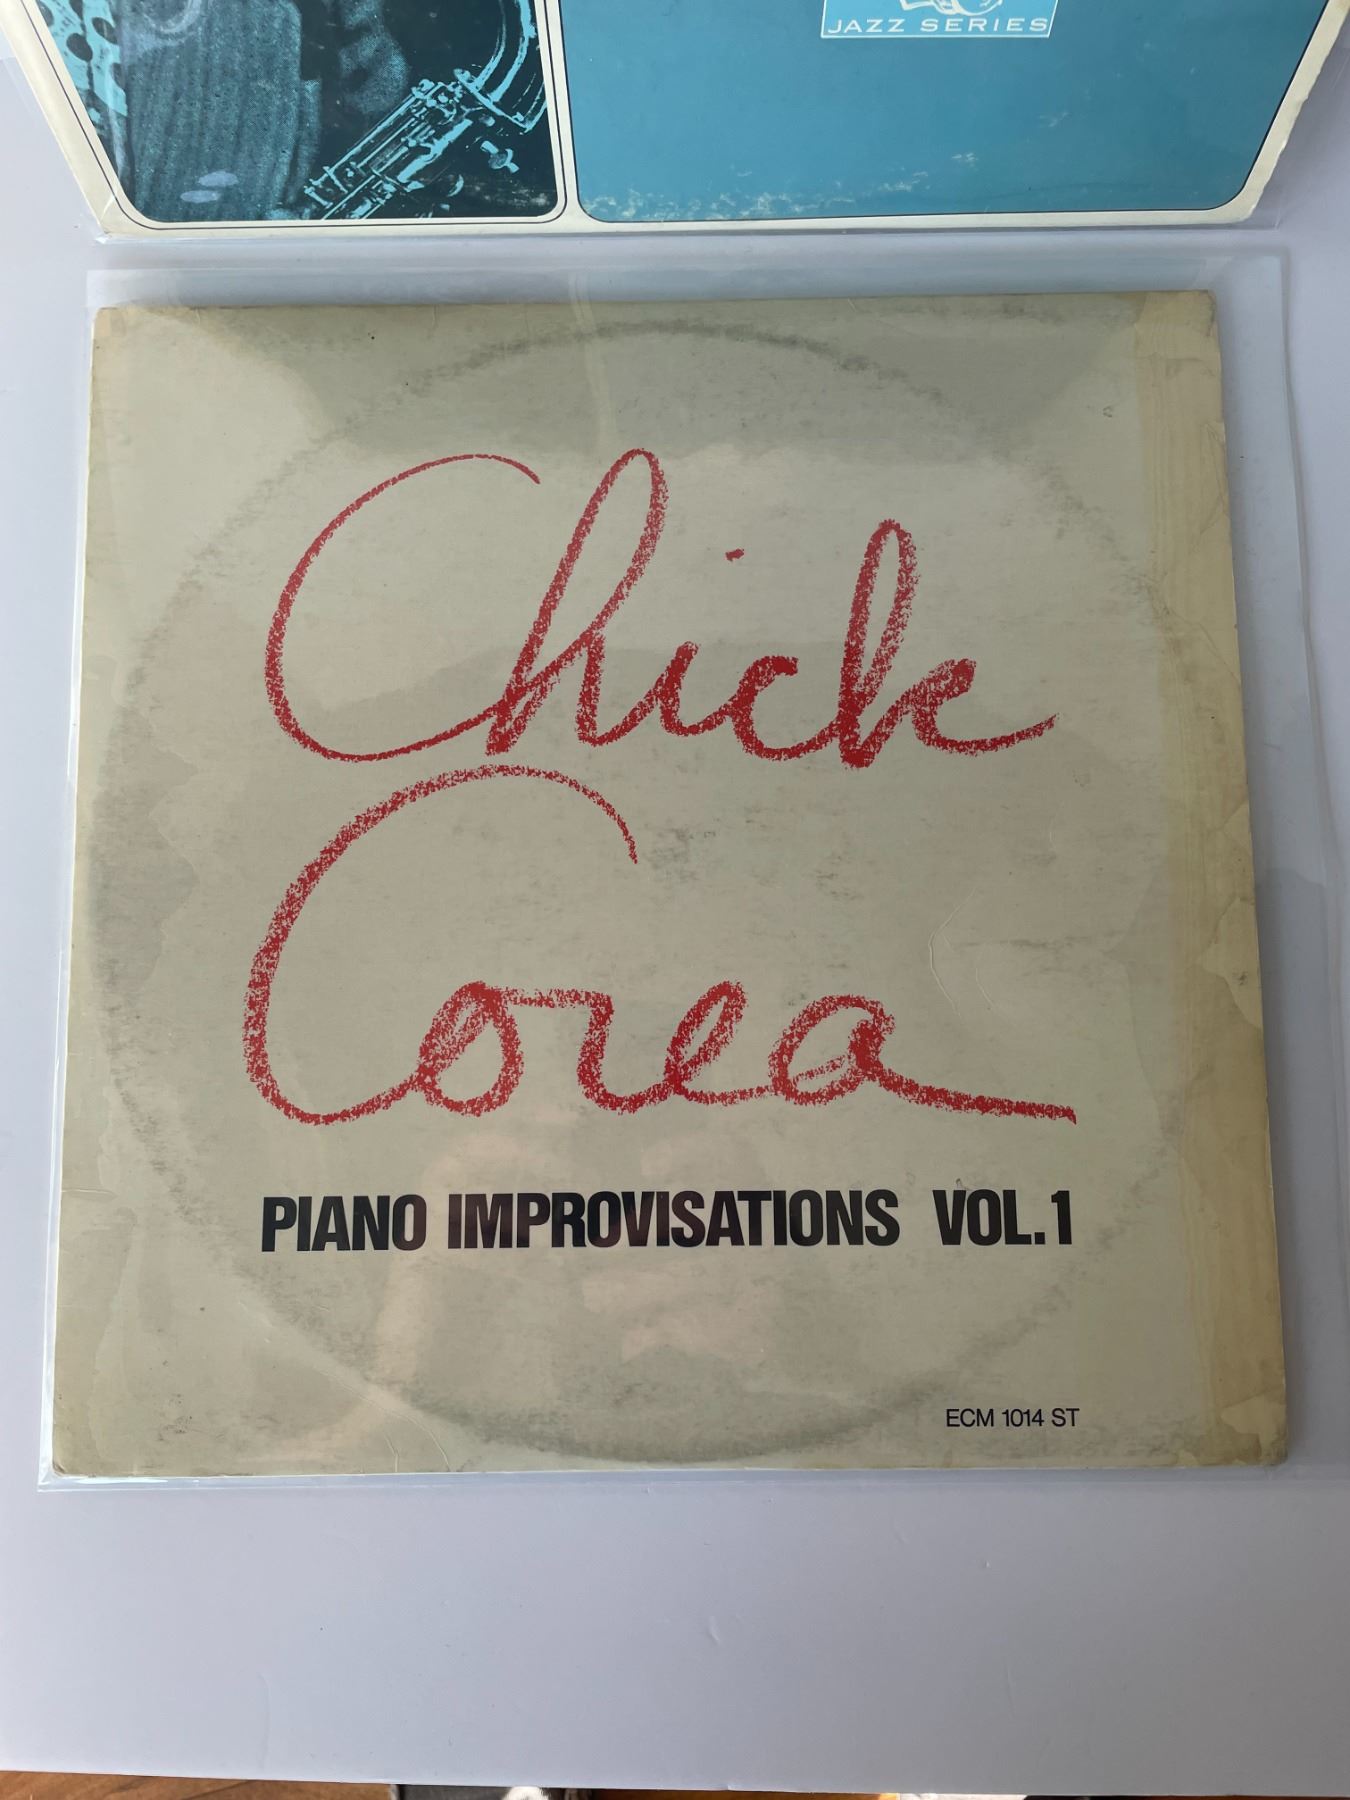 JAZZ SERIES
Chick
Corea
PIANO IMPROVISATIONS VOL.1
ECM 1014 ST